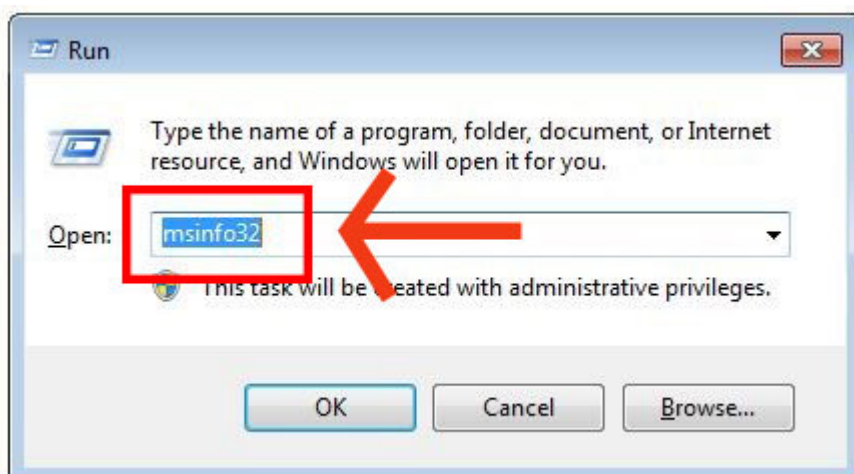 Run
Type the name of a program, folder, document, or Internet
resource, and Windows will open it for you.
Open: msinfo32
This task will be created with administrative privileges.
OK Cancel Browse...